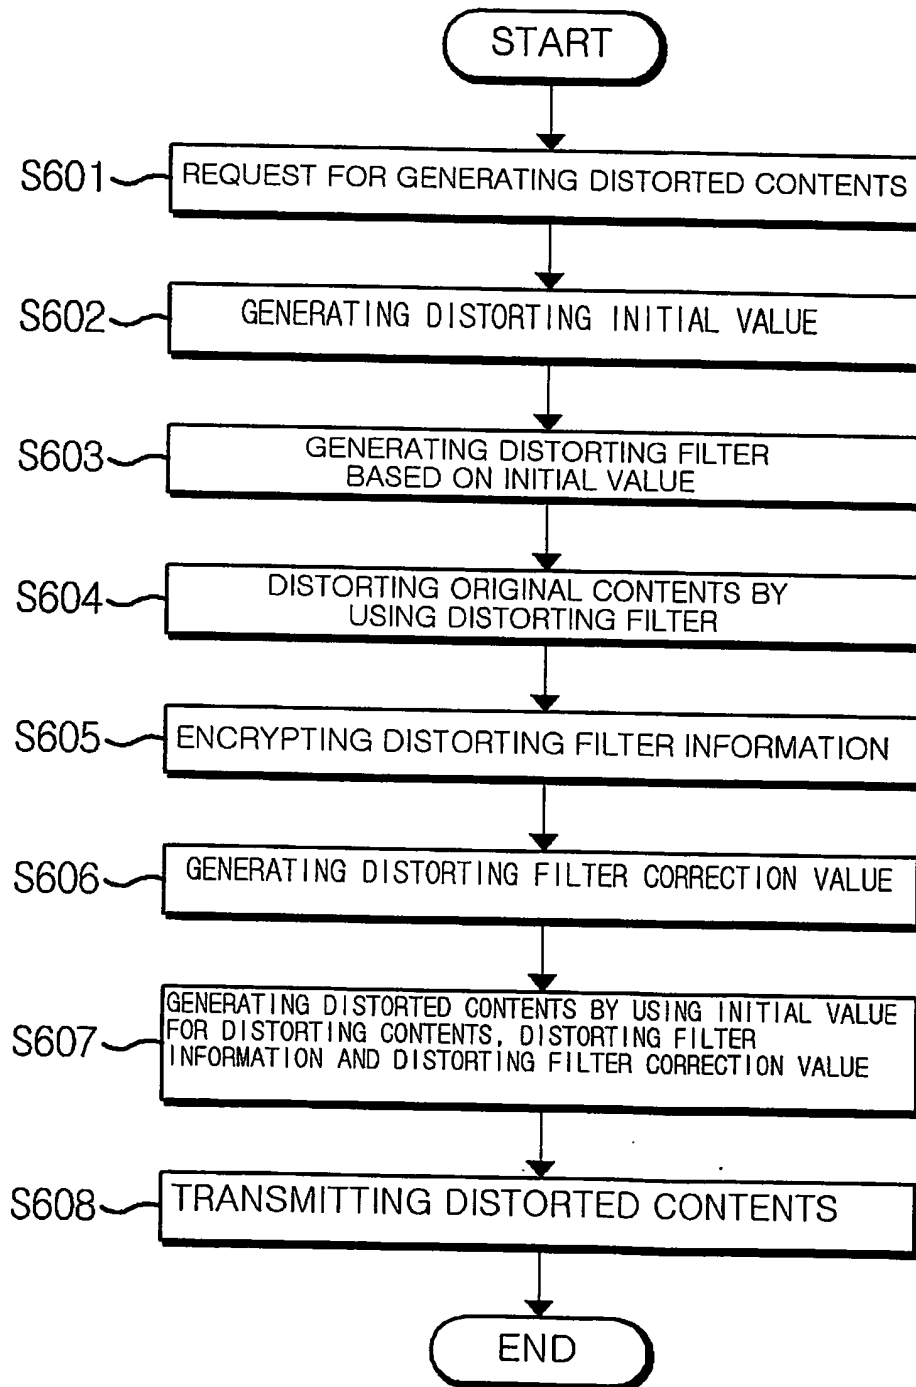 START
S601 REQUEST FOR GENERATING DISTORTED CONTENTS
S602 GENERATING DISTORTING INITIAL VALUE
S603 GENERATING DISTORTING FILTER
BASED ON INITIAL VALUE
S604 DISTORTING ORIGINAL CONTENTS BY
USING DISTORTING FILTER
S605 ENCRYPTING DISTORTING FILTER INFORMATION
S606 GENERATING DISTORTING FILTER CORRECTION VALUE
S607 GENERATING DISTORTED CONTENTS BY USING INITIAL VALUE
FOR DISTORTING CONTENTS, DISTORTING FILTER
INFORMATION AND DISTORTING FILTER CORRECTION VALUE
S608 TRANSMITTING DISTORTED CONTENTS
END